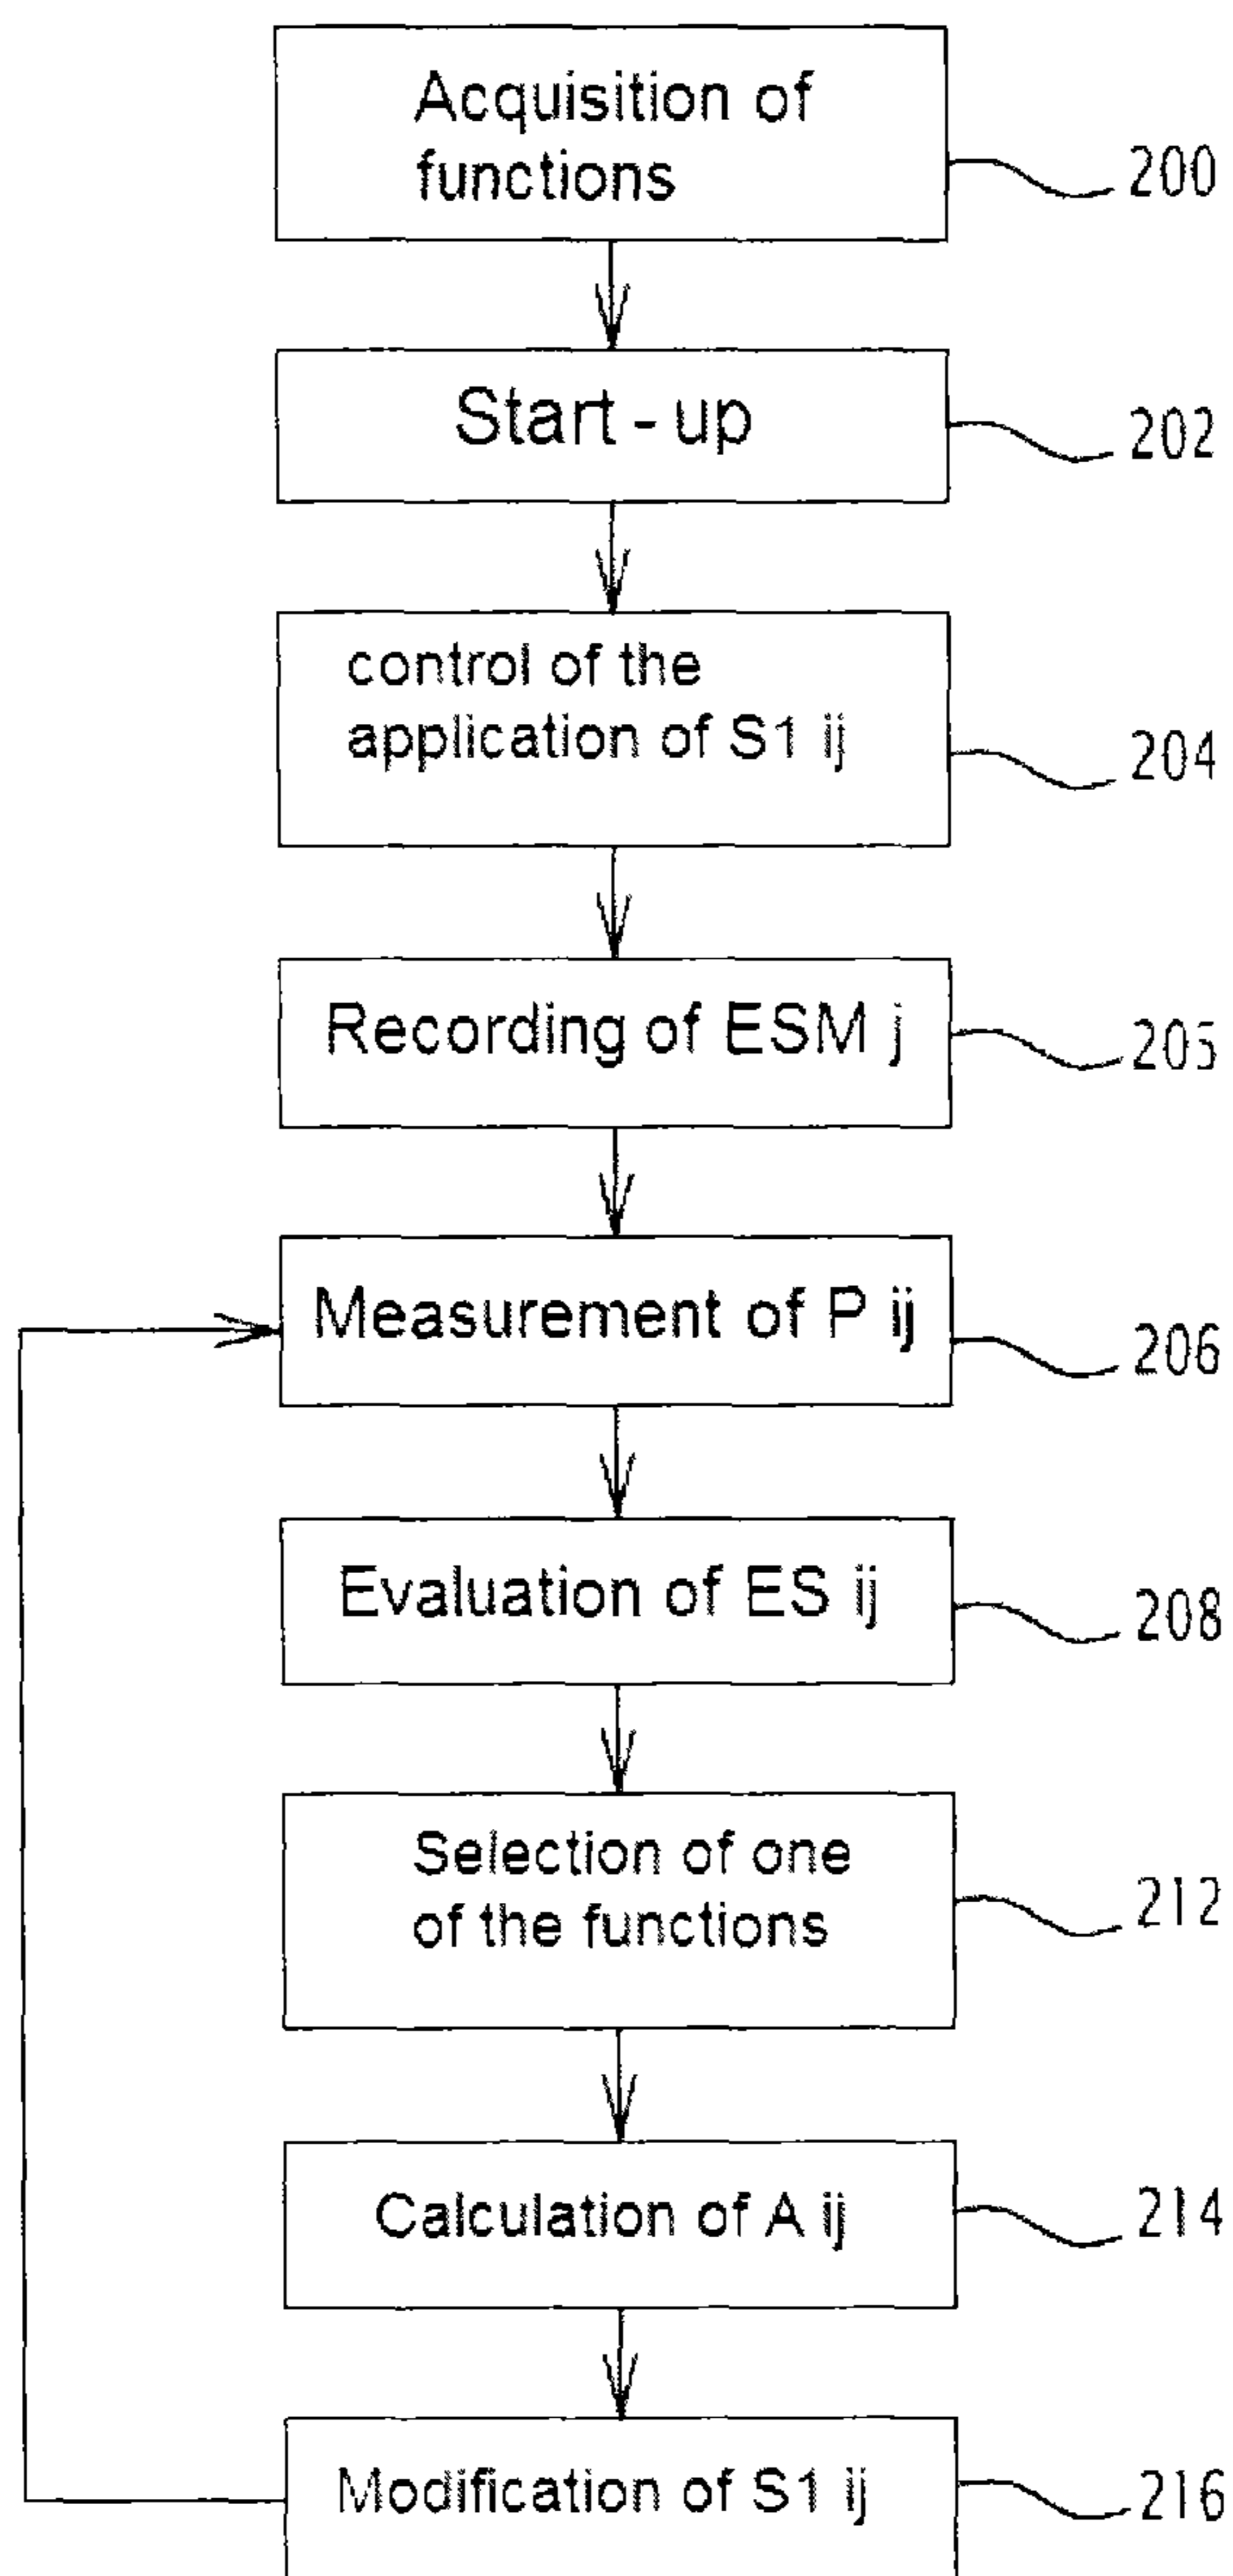 Acquisition of
functions
200
Start - up
202
control of the
application of S1 ij
204
Recording of ESM j
205
Measurement of P ij
206
Evaluation of ES ij
208
Selection of one
of the functions
212
Calculation of A ij
214
Modification of S1 ij
216